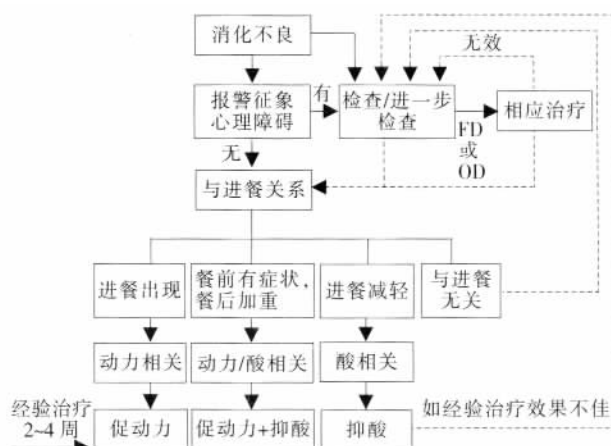 消化不良
无效
报警征象
心理障碍
有
检查/进一步
检查
相应治疗
FD
或
OD
无
与进餐关系
进餐出现
餐前有症状,
餐后加重
进餐减轻
与进餐
无关
动力相关
动力/酸相关
酸相关
经验治疗
2~4周
促动力
促动力+抑酸
抑酸
如经验治疗效果不佳